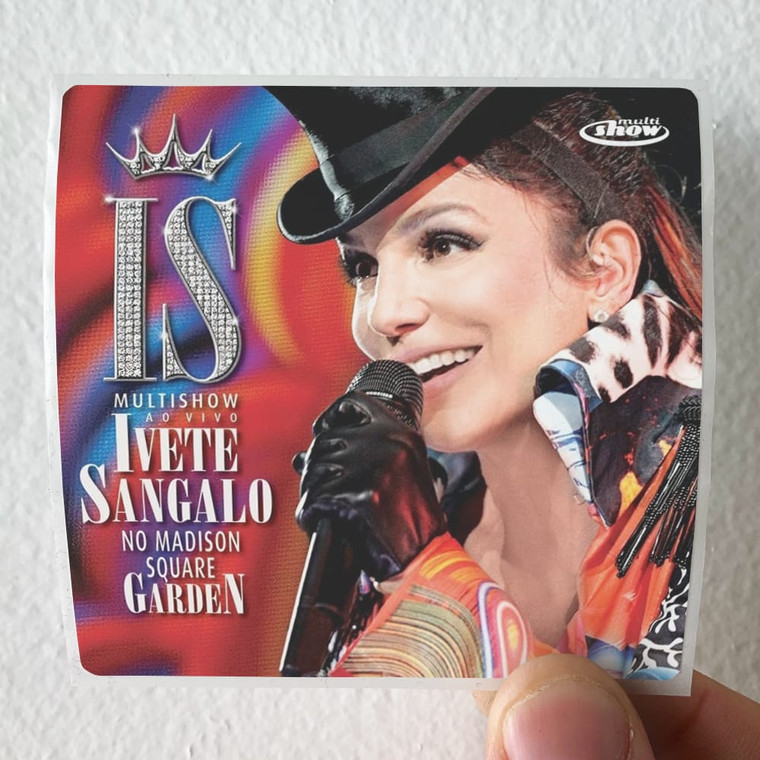 multi
show
IS
MULTISHOW
AO VIVO
IVETE
SANGALO
NO MADISON
SQUARE
GARDEN